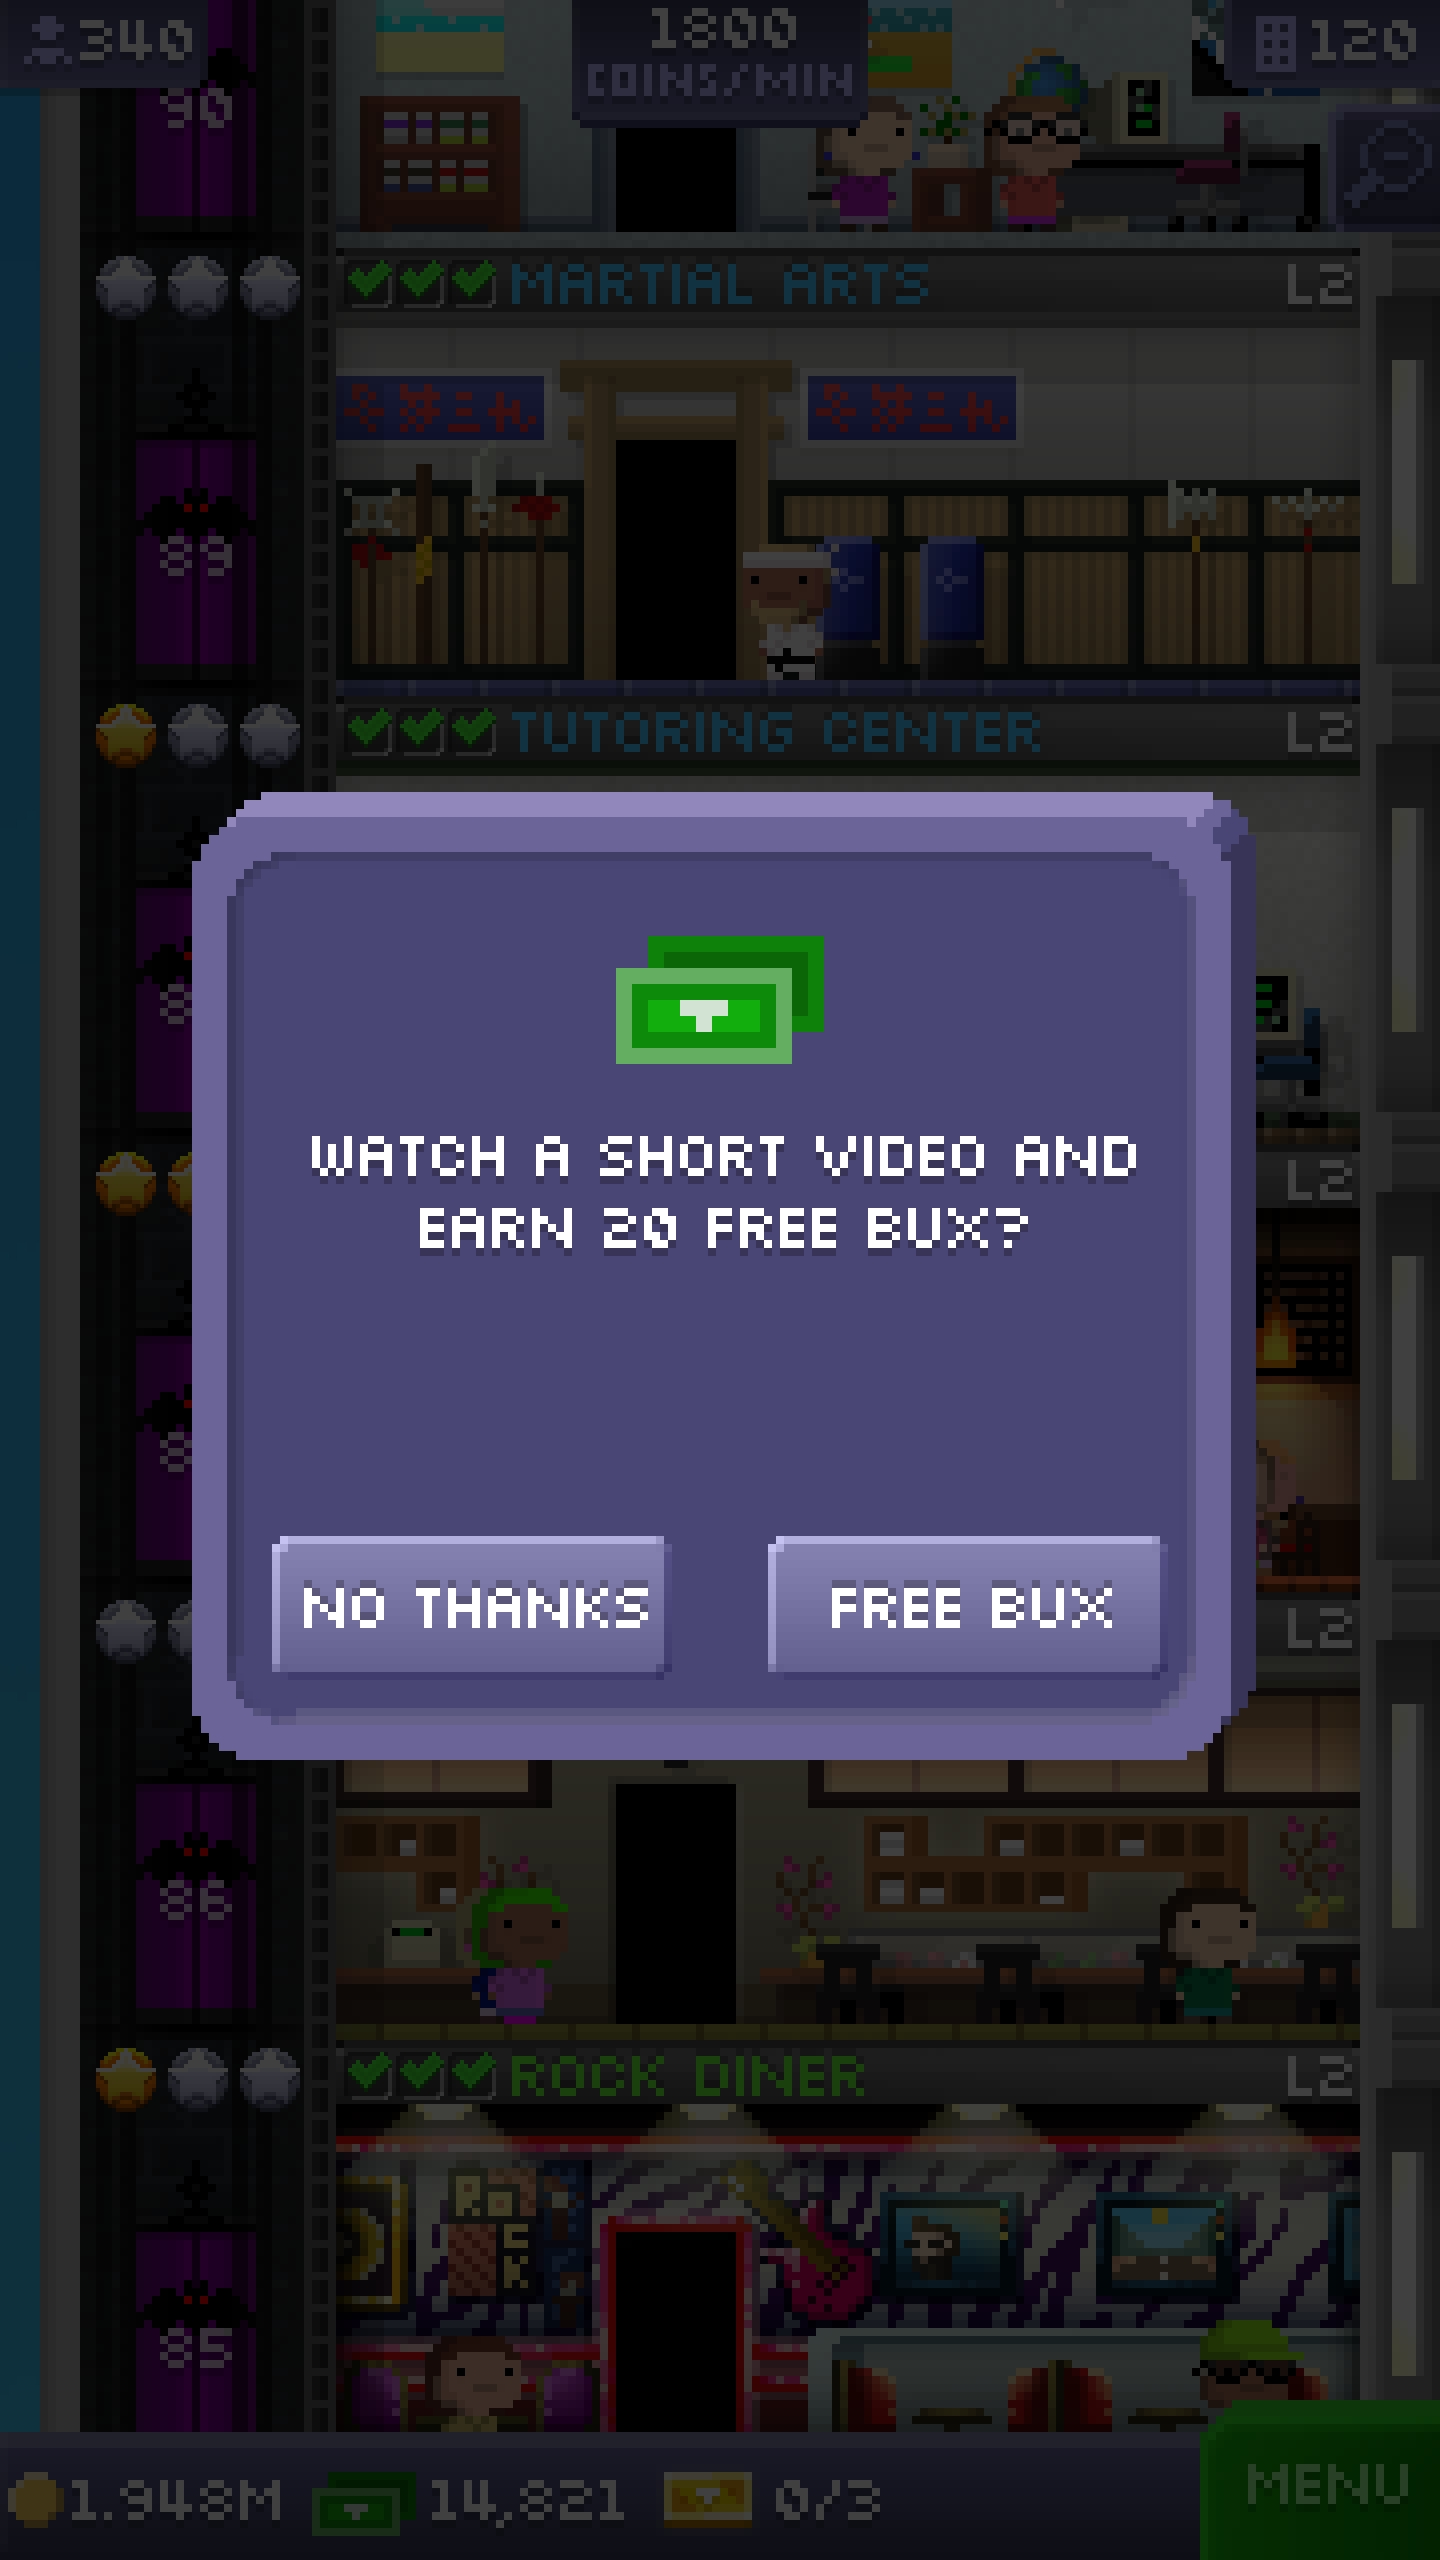 340
1800
COINS/MIN
120
90
MARTIAL ARTS
L2
89
TUTORING CENTER
L2
L2
WATCH A SHORT VIDEO AND
EARN 20 FREE BUX?
NO THANKS
FREE BUX
L2
86
ROCK DINER
L2
85
1.948M
14,821
0/3
MENU